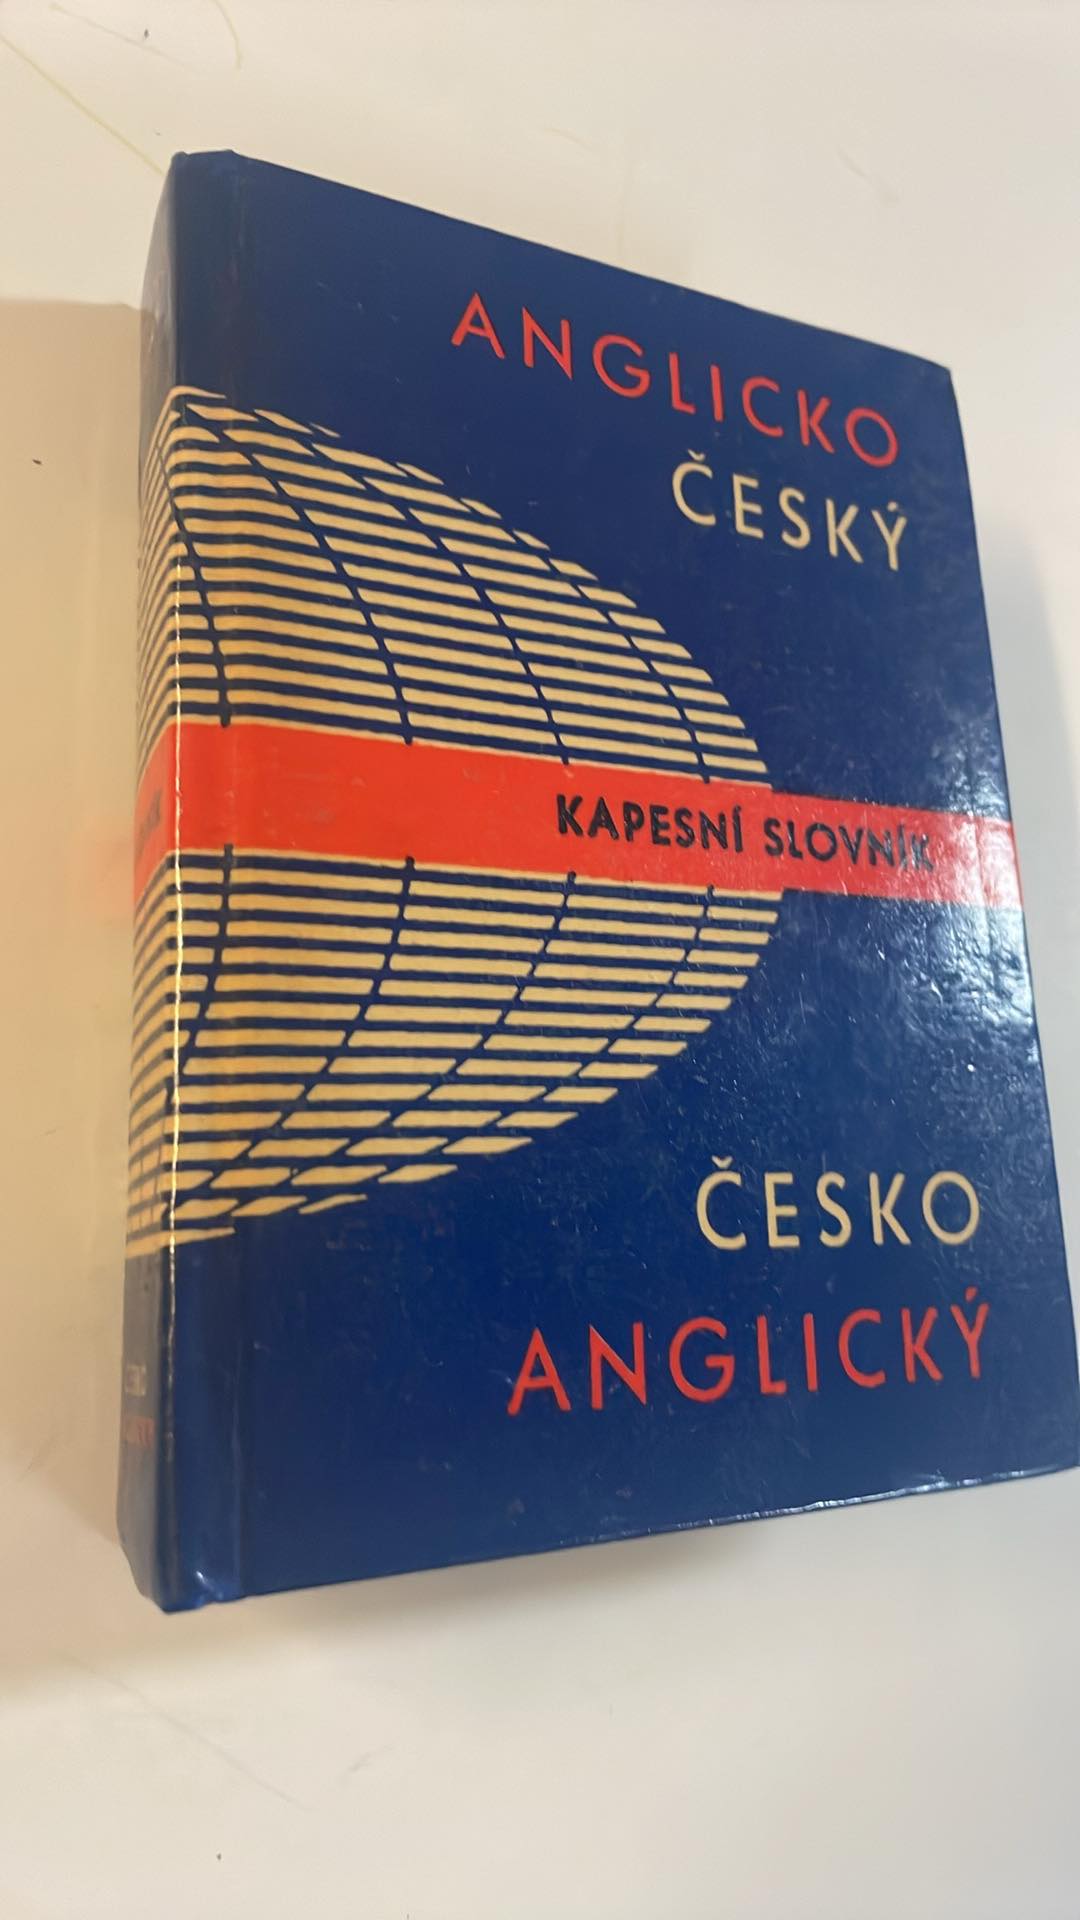 ANGLICKO
ČESKÝ
KAPESNÍ SLOVNÍK
ČESKO
ANGLICKÝ